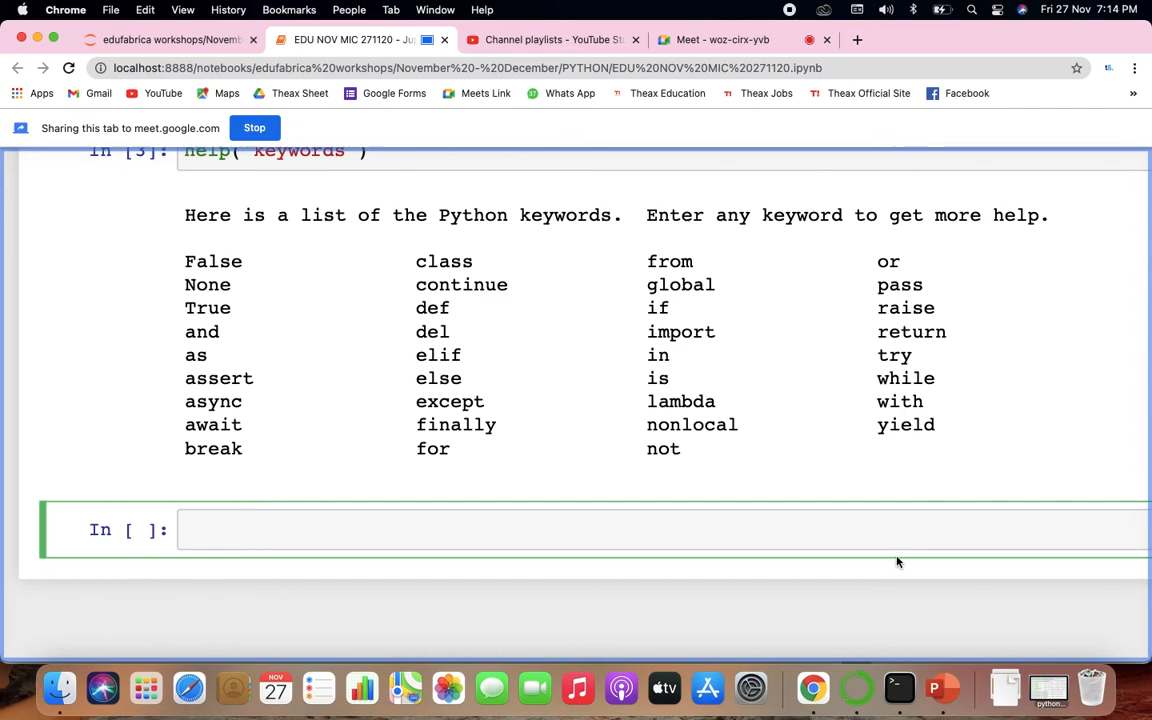 Chrome File Edit View History Bookmarks People Tab Window Help Fri 27 Nov 7:14 PM
edufabrica workshops/Novemb EDU NOV MIC 271120 - Ju Channel playlists - YouTube St Meet - woz-cirx-yvb
localhost:8888/notebooks/edufabrica%20workshops/November%20-%20December/PYTHON/EDU%20NOV%20MIC%20271120.ipynb
Apps Gmail YouTube Maps Theax Sheet Google Forms Meets Link Whats App Theax Education Theax Jobs Theax Official Site Facebook »
Sharing this tab to meet.google.com Stop
In [3]: help("keywords")
Here is a list of the Python keywords. Enter any keyword to get more help.
False class from or
None continue global pass
True def if raise
and del import return
as elif in try
assert else is while
async except lambda with
await finally nonlocal yield
break for not
In [ ]:
NOV
27
tv
python...